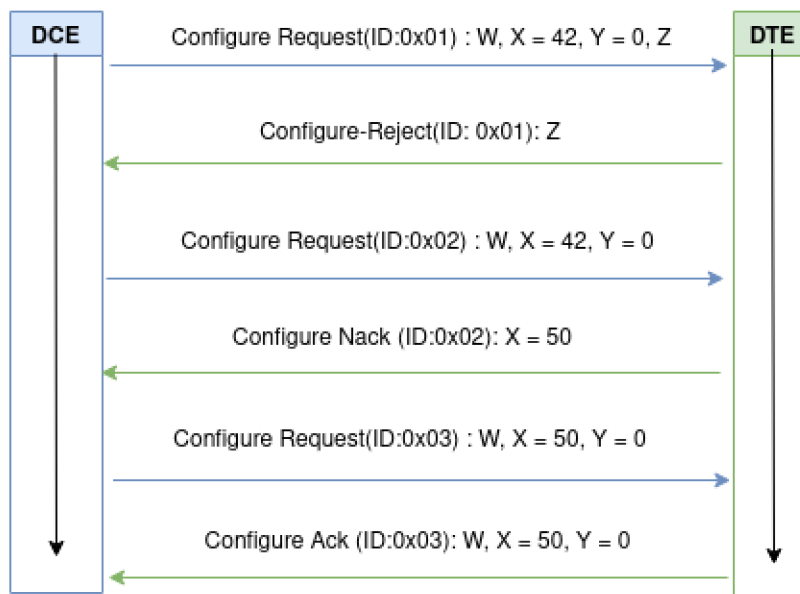 DCE
DTE
Configure Request(ID:0x01) : W, X = 42, Y = 0, Z
Configure-Reject(ID: 0x01): Z
Configure Request(ID:0x02) : W, X = 42, Y = 0
Configure Nack (ID:0x02): X = 50
Configure Request(ID:0x03) : W, X = 50, Y = 0
Configure Ack (ID:0x03): W, X = 50, Y = 0